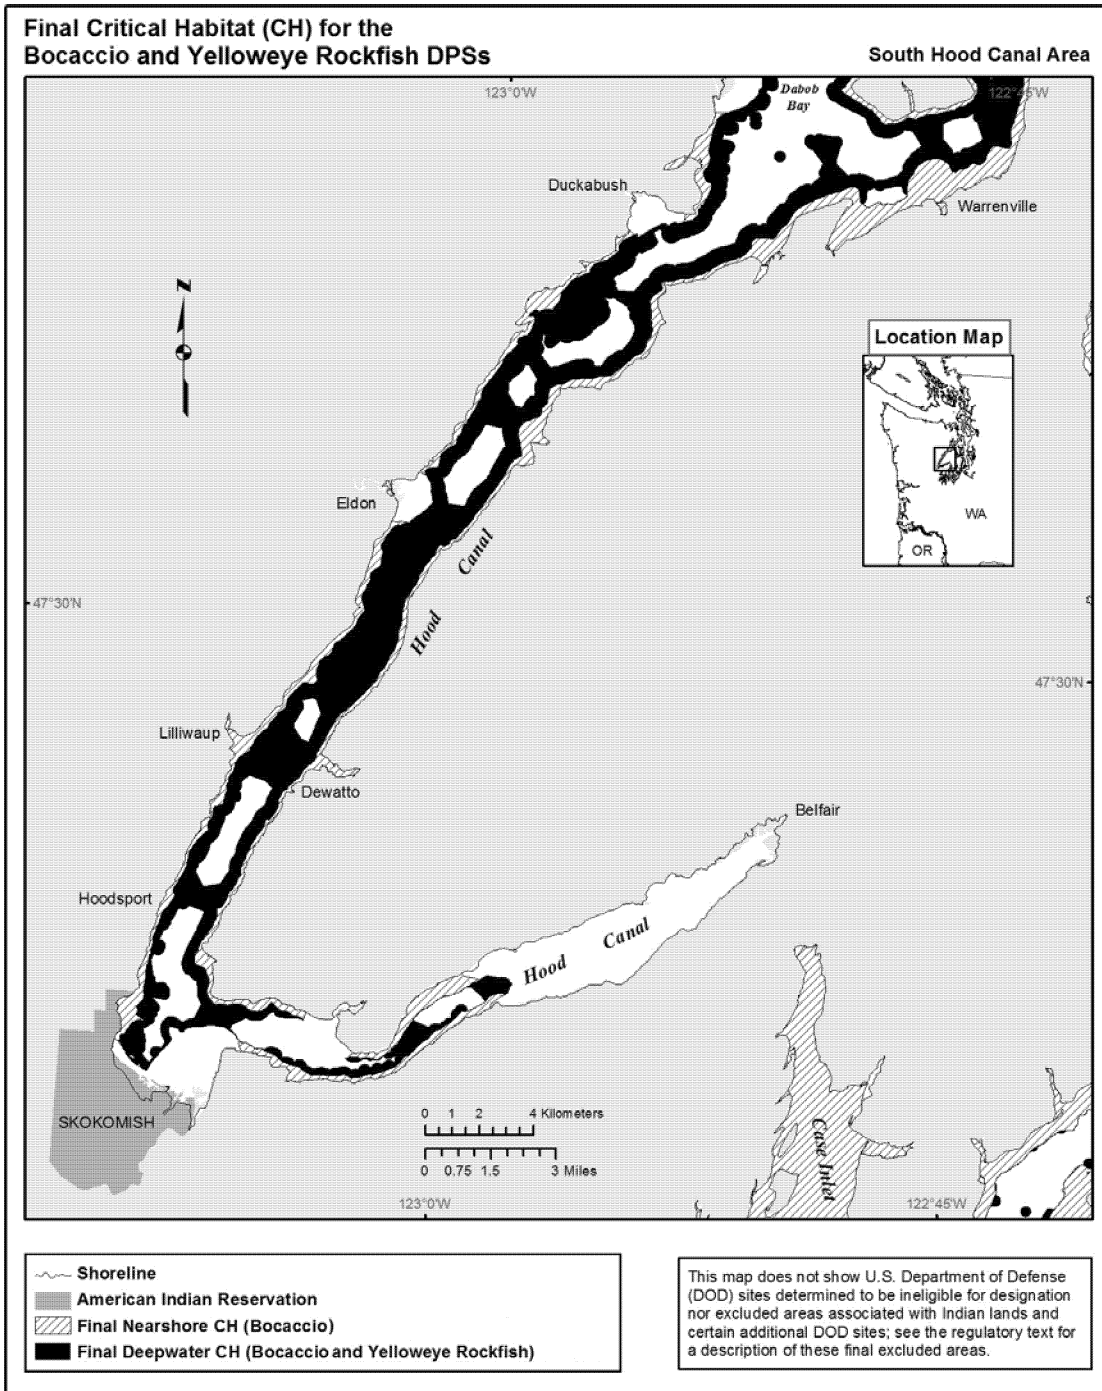 Final Critical Habitat (CH) for the
Bocaccio and Yelloweye Rockfish DPSs
South Hood Canal Area
123°0'W
122°45'W
Dabob
Bay
Duckabush
Warrenville
N
Location Map
WA
OR
Eldon
Hood Canal
47°30'N
47°30'N
Lilliwaup
Dewatto
Belfair
Hoodsport
Hood Canal
SKOKOMISH
0 1 2 4 Kilometers
0 0.75 1.5 3 Miles
Case Inlet
123°0'W
122°45'W
Shoreline
American Indian Reservation
Final Nearshore CH (Bocaccio)
Final Deepwater CH (Bocaccio and Yelloweye Rockfish)
This map does not show U.S. Department of Defense
(DOD) sites determined to be ineligible for designation
nor excluded areas associated with Indian lands and
certain additional DOD sites; see the regulatory text for
a description of these final excluded areas.